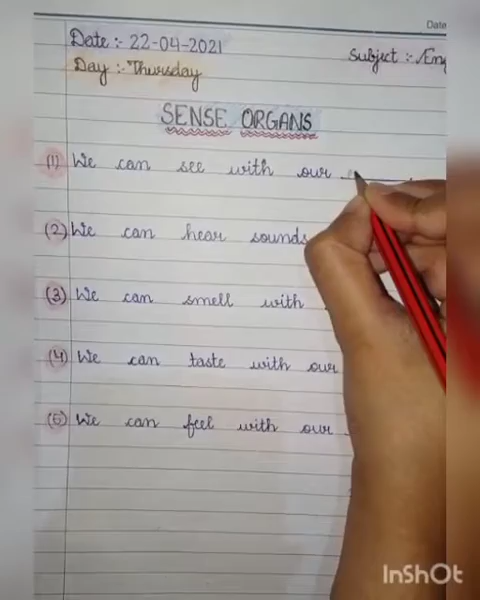 Date
Date :- 22-04-2021
Subject :- Eng
Day :- Thursday
SENSE ORGANS
(1) We can see with our
(2) We can hear sounds
(3) We can smell with
(4) We can taste with our
(5) We can feel with our
InShOt